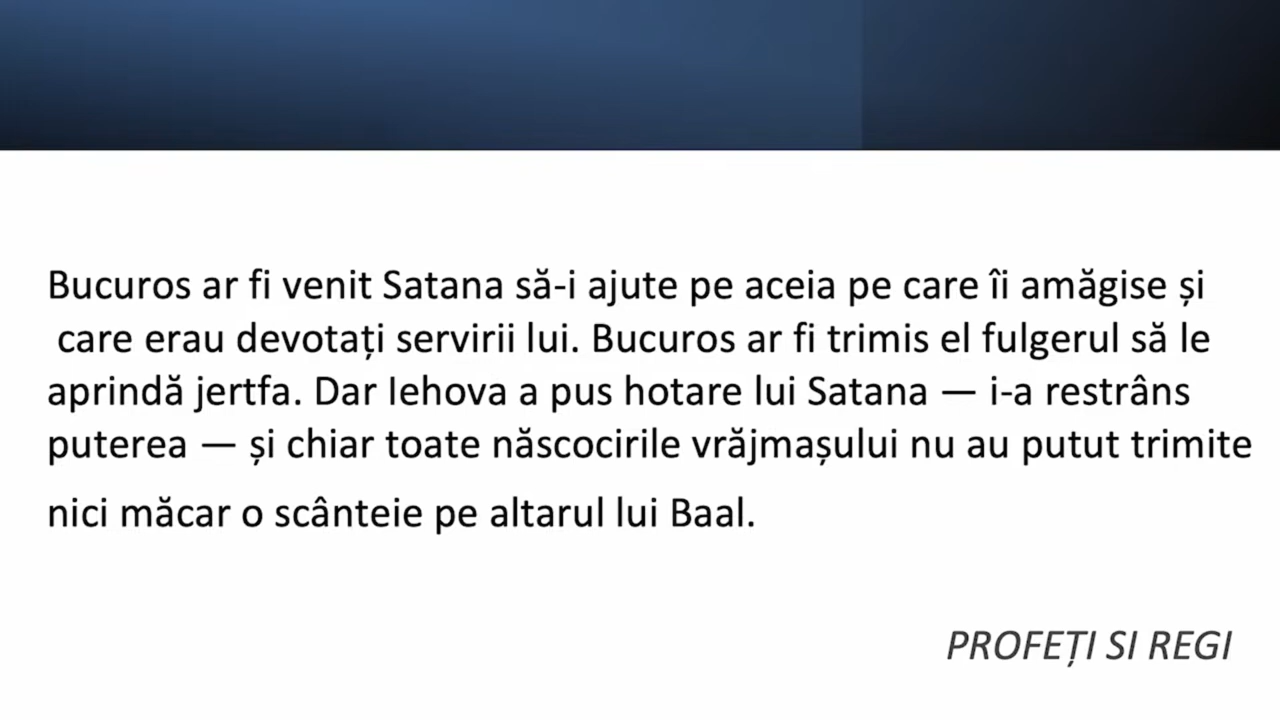 Bucuros ar fi venit Satana să-i ajute pe aceia pe care îi amăgise și
care erau devotați servirii lui. Bucuros ar fi trimis el fulgerul să le
aprindă jertfa. Dar Iehova a pus hotare lui Satana — i-a restrâns
puterea — și chiar toate născocirile vrăjmașului nu au putut trimite
nici măcar o scânteie pe altarul lui Baal.
PROFEȚI SI REGI